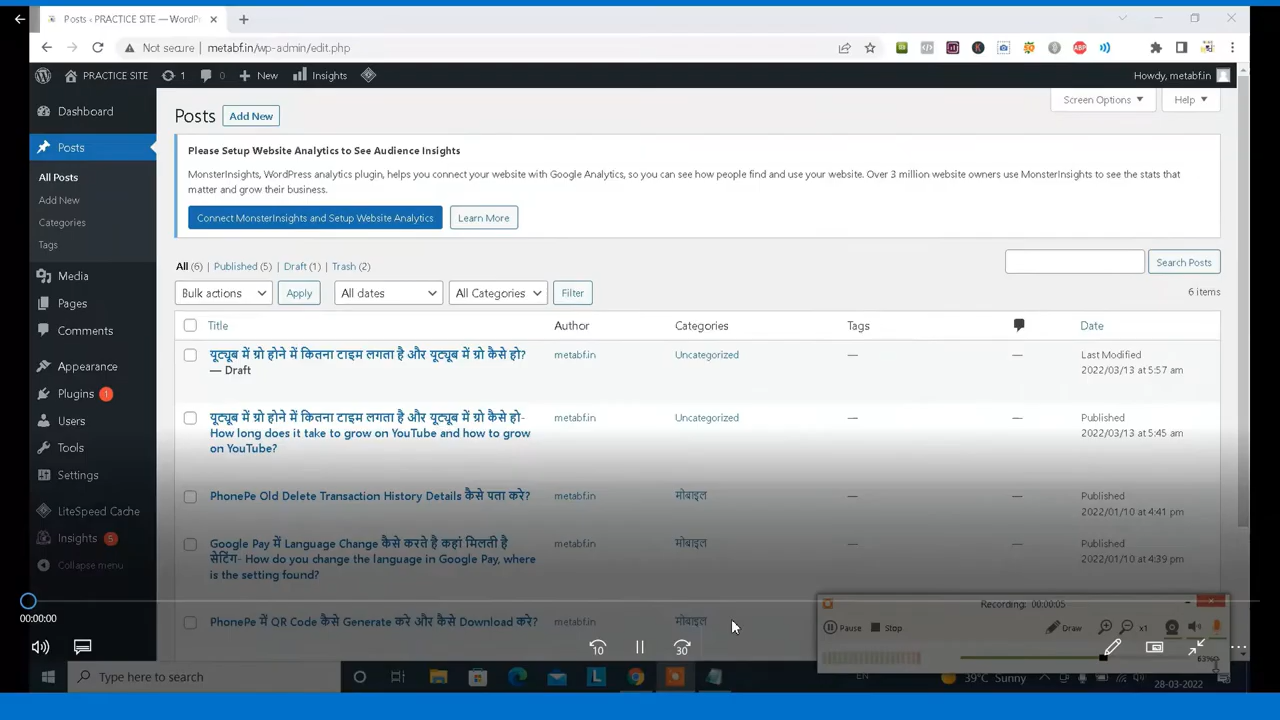 Posts ‹ PRACTICE SITE — WordPr
Not secure | metabf.in/wp-admin/edit.php
PRACTICE SITE 1 0 New Insights Howdy, metabf.in
Screen Options Help
Posts Add New
Dashboard
Posts
All Posts
Add New
Categories
Tags
Media
Pages
Comments
Appearance
Plugins 1
Users
Tools
Settings
LiteSpeed Cache
Insights 5
Collapse menu
Please Setup Website Analytics to See Audience Insights
MonsterInsights, WordPress analytics plugin, helps you connect your website with Google Analytics, so you can see how people find and use your website. Over 3 million website owners use MonsterInsights to see the stats that
matter and grow their business.
Connect MonsterInsights and Setup Website Analytics Learn More
All (6) | Published (5) | Draft (1) | Trash (2)
Search Posts
Bulk actions Apply All dates All Categories Filter
6 items
Title Author Categories Tags Date
यूट्यूब में ग्रो होने में कितना टाइम लगता है और यूट्यूब में ग्रो कैसे हो?
— Draft
metabf.in Uncategorized — — Last Modified
2022/03/13 at 5:57 am
यूट्यूब में ग्रो होने में कितना टाइम लगता है और यूट्यूब में ग्रो कैसे हो-
How long does it take to grow on YouTube and how to grow
on YouTube?
metabf.in Uncategorized — — Published
2022/03/13 at 5:45 am
PhonePe Old Delete Transaction History Details कैसे पता करे?
metabf.in मोबाइल — — Published
2022/01/10 at 4:41 pm
Google Pay में Language Change कैसे करते है कहां मिलती है
सेटिंग- How do you change the language in Google Pay, where
is the setting found?
metabf.in मोबाइल — — Published
2022/01/10 at 4:39 pm
PhonePe में QR Code कैसे Generate करे और कैसे Download करे?
metabf.in मोबाइल
Recording: 00:00:05
Pause Stop Draw x1
63%
00:00:00
10 30
Type here to search
39°C Sunny
EN
28-03-2022